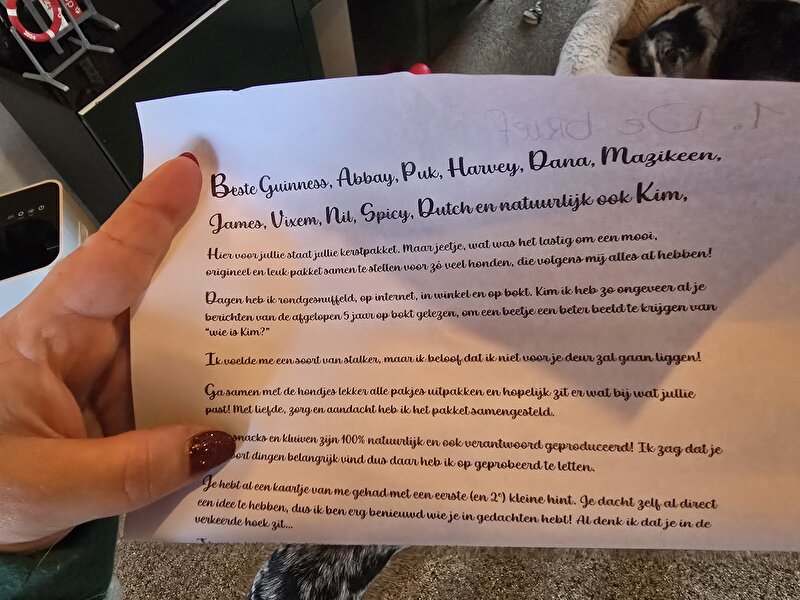 1. De brief
Beste Guinness, Abbay, Puk, Harvey, Dana, Mazikeen,
James, Vixem, Nil, Spicy, Dutch en natuurlijk ook Kim,
Hier voor jullie staat jullie kerstpakket. Maar jeetje, wat was het lastig om een mooi,
origineel en leuk pakket samen te stellen voor zó veel honden, die volgens mij alles al hebben!
Dagen heb ik rondgesnuffeld, op internet, in winkel en op bokt. Kim ik heb zo ongeveer al je
berichten van de afgelopen 5 jaar op bokt gelezen, om een beetje een beter beeld te krijgen van
"wie is Kim?"
Ik voelde me een soort van stalker, maar ik beloof dat ik niet voor je deur zal gaan liggen!
Ga samen met de hondjes lekker alle pakjes uitpakken en hopelijk zit er wat bij wat jullie
past! Met liefde, zorg en aandacht heb ik het pakket samengesteld.
snacks en kluiven zijn 100% natuurlijk en ook verantwoord geproduceerd! Ik zag dat je
dingen belangrijk vind dus daar heb ik op geprobeerd te letten.
Je hebt al een kaartje van me gehad met een eerste (en 2e) kleine hint. Je dacht zelf al direct
een idee te hebben, dus ik ben erg benieuwd wie je in gedachten hebt! Al denk ik dat je in de
verkeerde hoek zit...